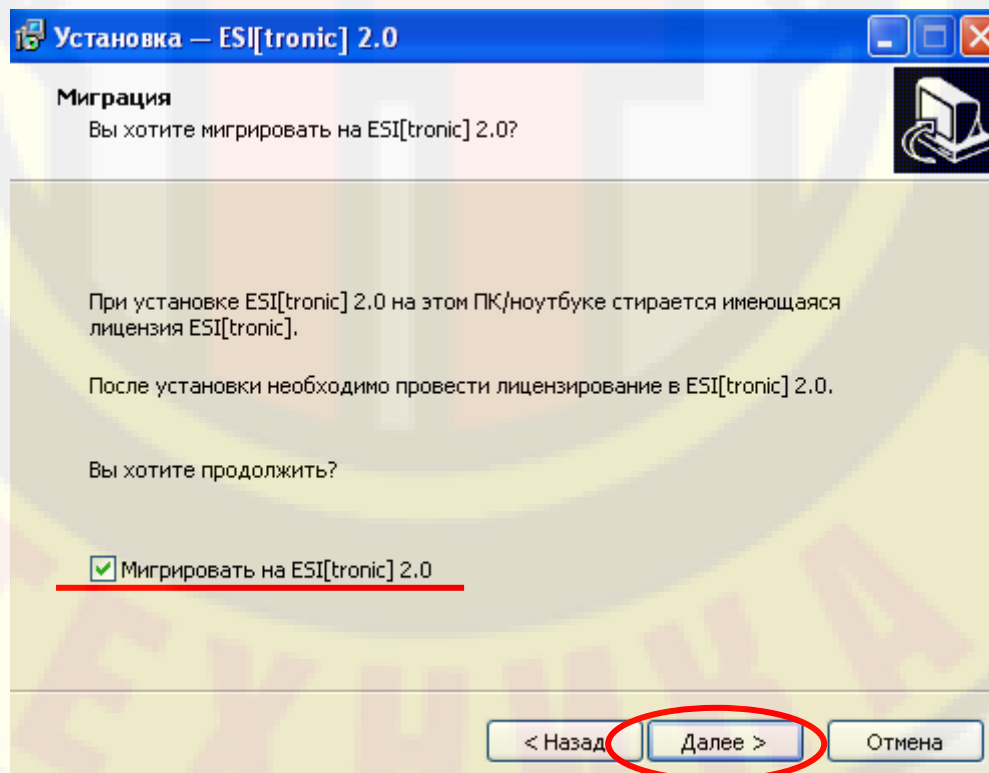 Установка — ESI[tronic] 2.0
Миграция
Вы хотите мигрировать на ESI[tronic] 2.0?
При установке ESI[tronic] 2.0 на этом ПК/ноутбуке стирается имеющаяся
лицензия ESI[tronic].
После установки необходимо провести лицензирование в ESI[tronic] 2.0.
Вы хотите продолжить?
Мигрировать на ESI[tronic] 2.0
< Назад
Далее >
Отмена
ТЕХНИКА